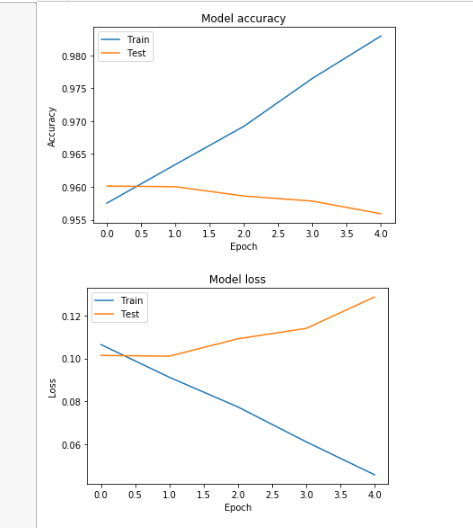 Model accuracy
Train
Test
0.980
0.975
0.970
0.965
0.960
0.955
Accuracy
0.0 0.5 1.0 1.5 2.0 2.5 3.0 3.5 4.0
Epoch
Model loss
Train
Test
0.12
0.10
0.08
0.06
Loss
0.0 0.5 1.0 1.5 2.0 2.5 3.0 3.5 4.0
Epoch